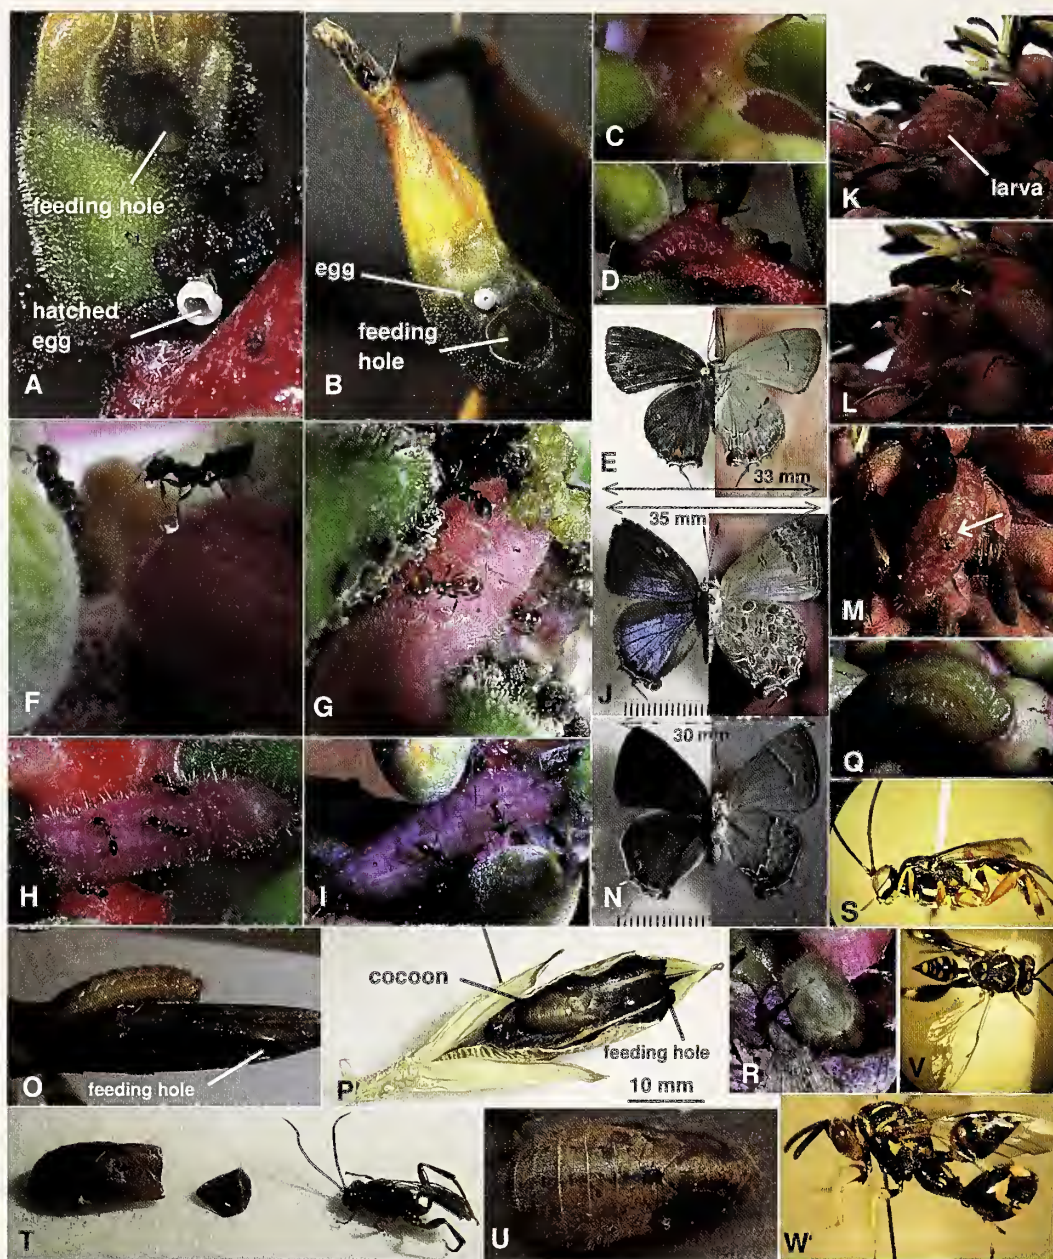 feeding hole
hatched
egg
A
egg
feeding
hole
B
C
D
E
33 mm
35 mm
F
G
H
I
J
30 mm
N
K
larva
L
M
Q
S
O
feeding hole
cocoon
P
feeding hole
10 mm
R
V
T
U
W